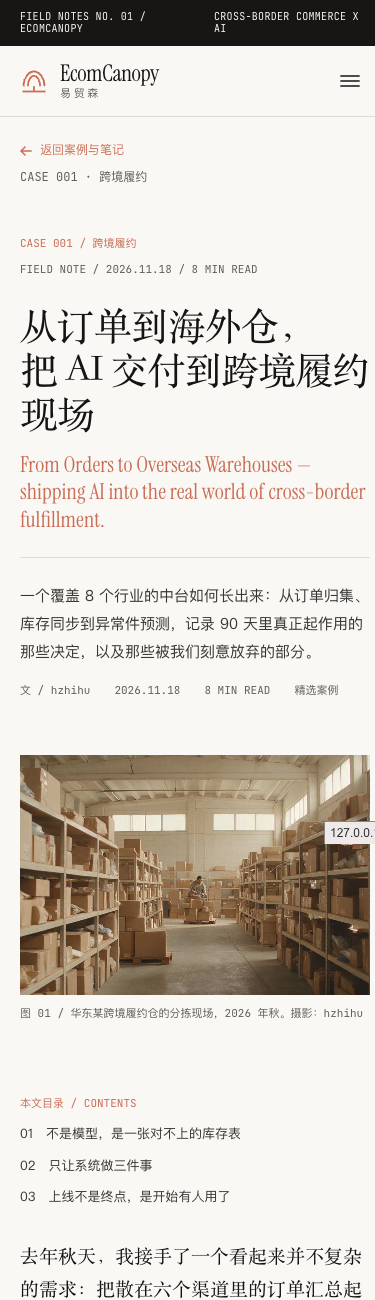 FIELD NOTES NO. 01 /
ECOMCANOPY
CROSS-BORDER COMMERCE X
AI
EcomCanopy
易贸森
← 返回案例与笔记
CASE 001 · 跨境履约
CASE 001 / 跨境履约
FIELD NOTE / 2026.11.18 / 8 MIN READ
从订单到海外仓，
把 AI 交付到跨境履约
现场
From Orders to Overseas Warehouses —
shipping AI into the real world of cross-border
fulfillment.
一个覆盖 8 个行业的中台如何长出来：从订单归集、
库存同步到异常件预测，记录 90 天里真正起作用的
那些决定，以及那些被我们刻意放弃的部分。
文 / hzhihu 2026.11.18 8 MIN READ 精选案例
127.0.0.
图 01 / 华东某跨境履约仓的分拣现场，2026 年秋。摄影：hzhihu
本文目录 / CONTENTS
01 不是模型，是一张对不上的库存表
02 只让系统做三件事
03 上线不是终点，是开始有人用了
去年秋天，我接手了一个看起来并不复杂
的需求：把散在六个渠道里的订单汇总起